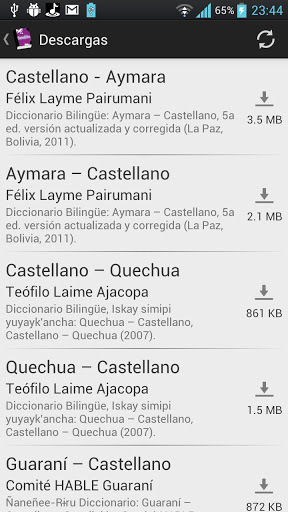 65% 23:44
Descargas
Castellano - Aymara
Félix Layme Pairumani
Diccionario Bilingüe: Aymara – Castellano, 5a
ed. versión actualizada y corregida (La Paz,
Bolivia, 2011).
3.5 MB
Aymara – Castellano
Félix Layme Pairumani
Diccionario Bilingüe: Aymara – Castellano, 5a
ed. versión actualizada y corregida (La Paz,
Bolivia, 2011).
2.1 MB
Castellano – Quechua
Teófilo Laime Ajacopa
Diccionario Bilingüe, Iskay simipi
yuyayk'ancha: Quechua – Castellano,
Castellano – Quechua (2007).
861 KB
Quechua – Castellano
Teófilo Laime Ajacopa
Diccionario Bilingüe, Iskay simipi
yuyayk'ancha: Quechua – Castellano,
Castellano – Quechua (2007).
1.5 MB
Guaraní – Castellano
Comité HABLE Guaraní
Ñaneñee-Rɨru Diccionario: Guaraní –
872 KB